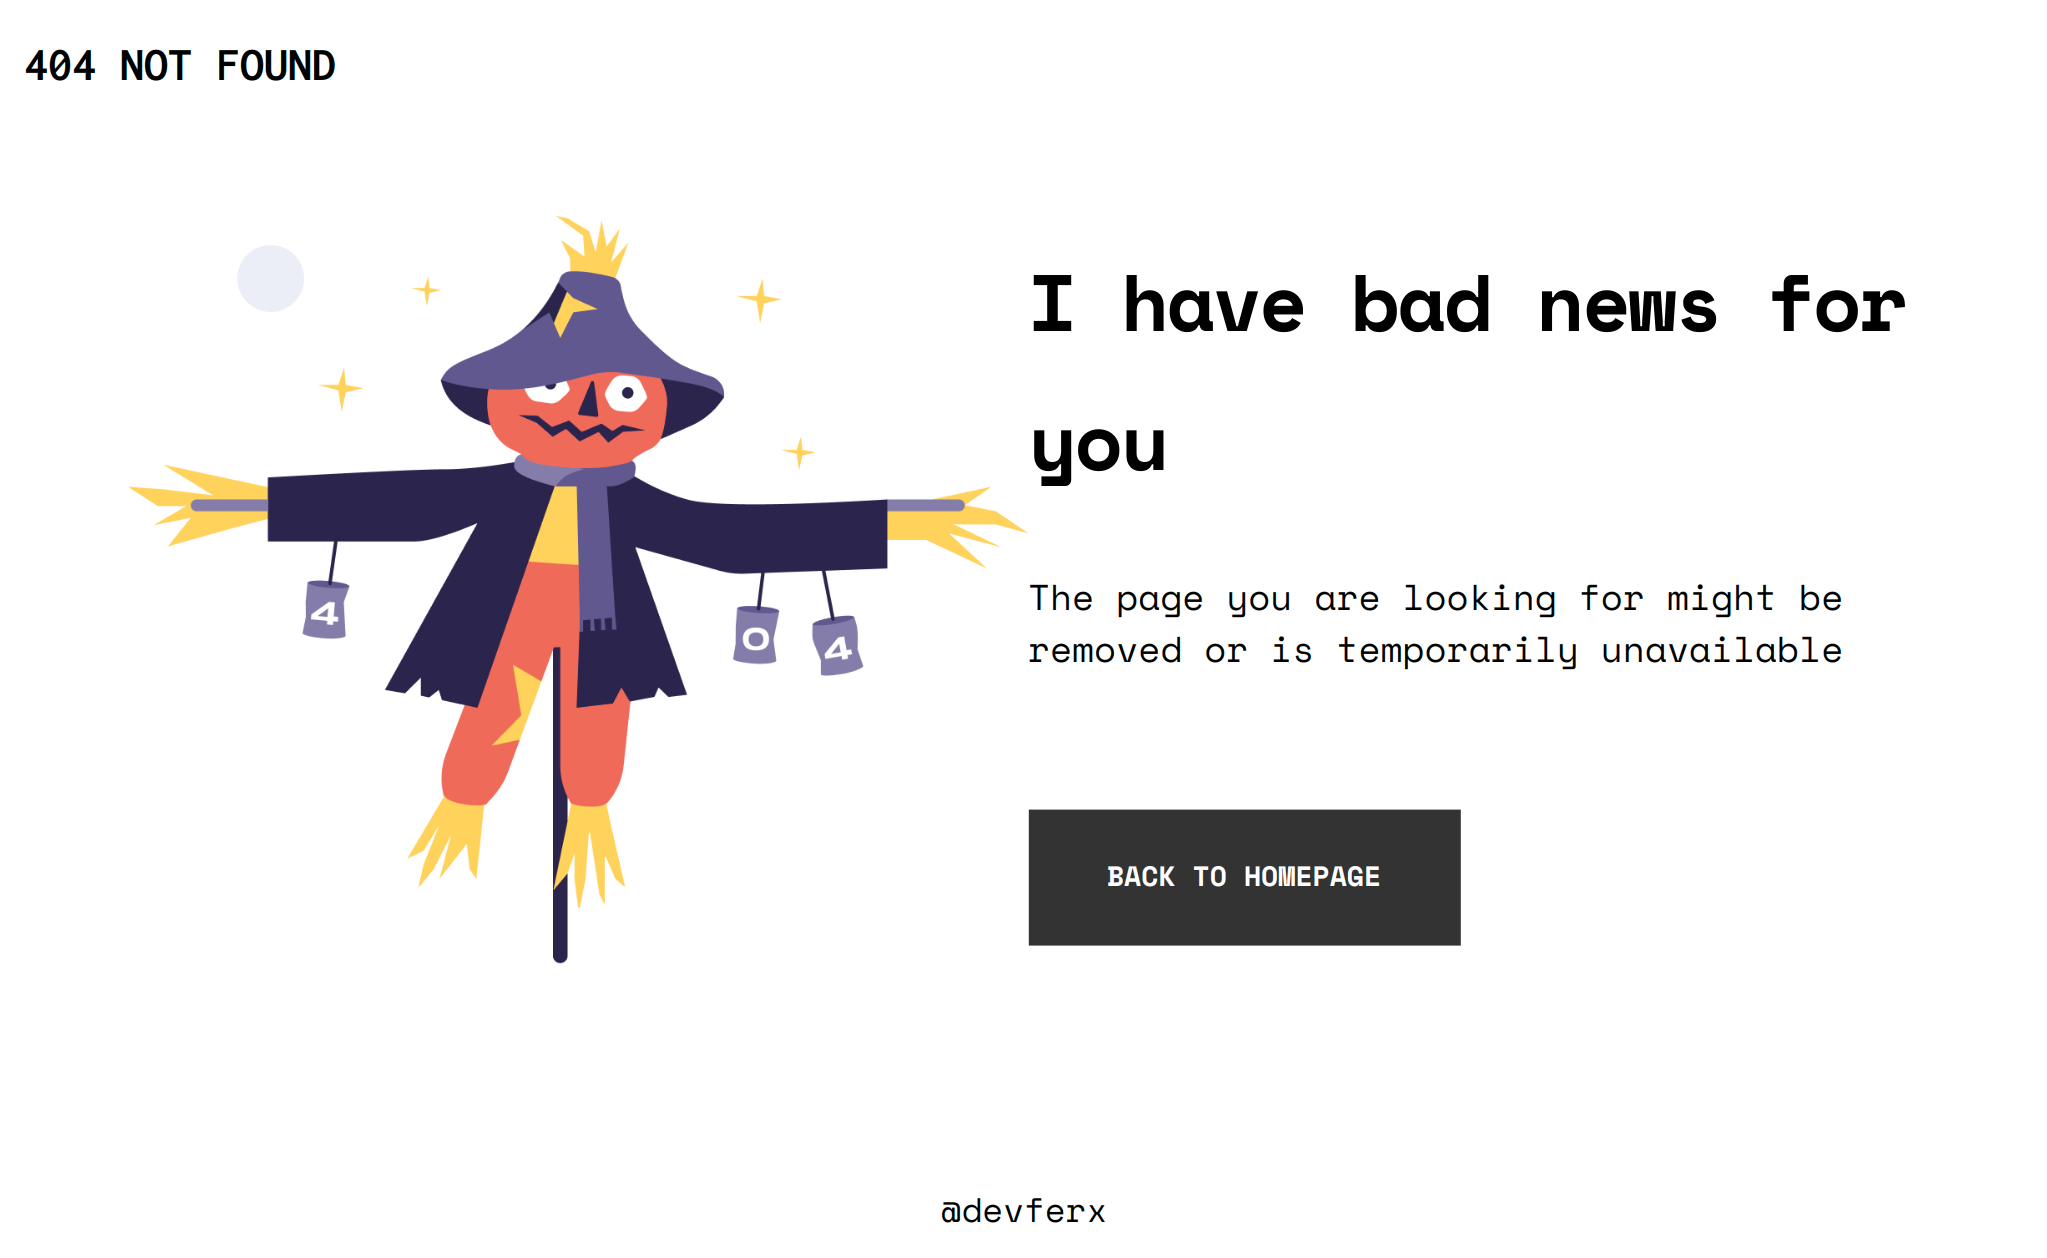 404 NOT FOUND
I have bad news for
you
4
0
4
The page you are looking for might be
removed or is temporarily unavailable
BACK TO HOMEPAGE
@devferx